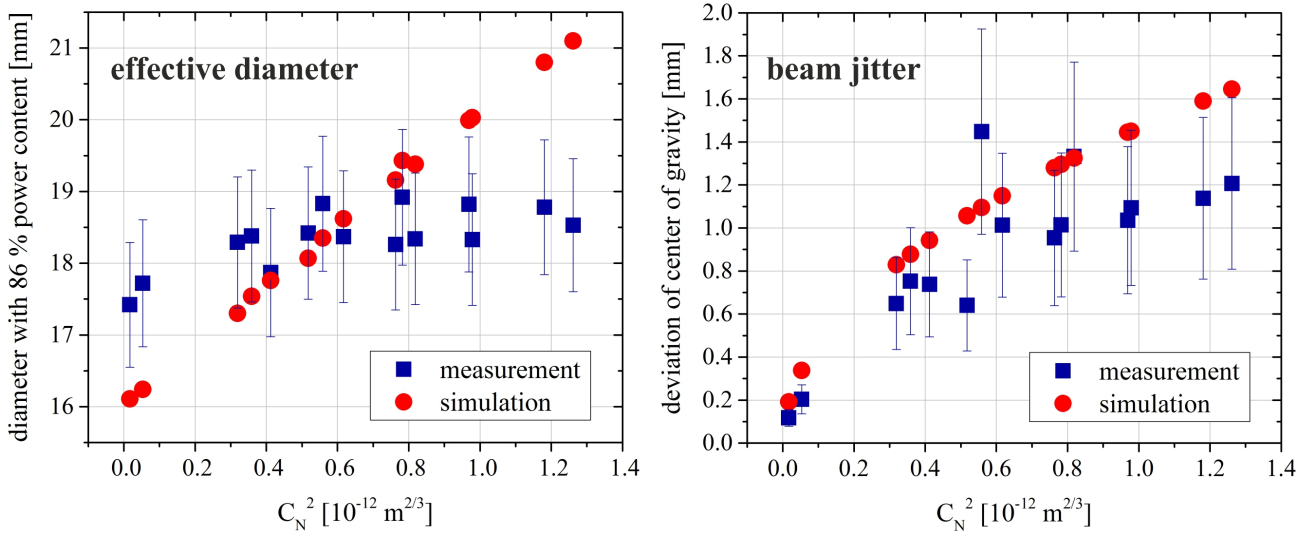 effective diameter
diameter with 86 % power content [mm]
21
20
19
18
17
16
0.0 0.2 0.4 0.6 0.8 1.0 1.2 1.4
C_N^2 [10^-12 m^2/3]
measurement
simulation
beam jitter
deviation of center of gravity [mm]
2.0
1.8
1.6
1.4
1.2
1.0
0.8
0.6
0.4
0.2
0.0
0.0 0.2 0.4 0.6 0.8 1.0 1.2 1.4
C_N^2 [10^-12 m^2/3]
measurement
simulation